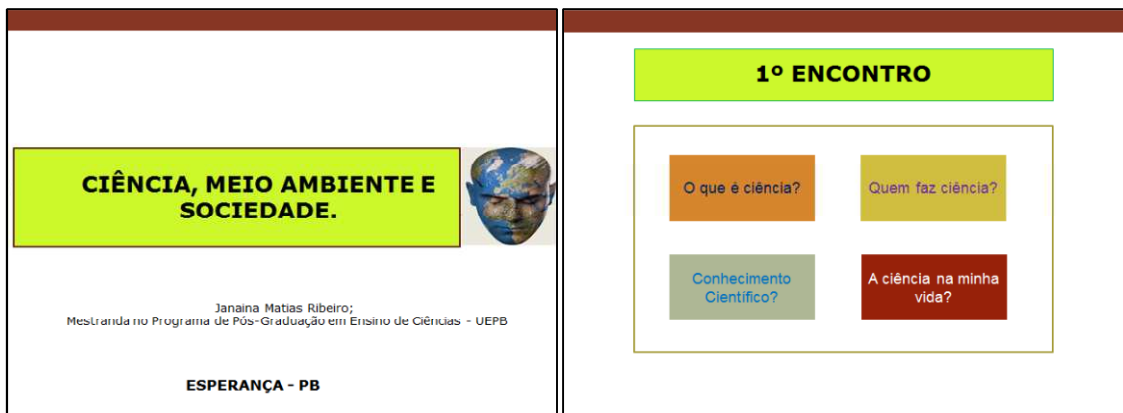 CIÊNCIA, MEIO AMBIENTE E
SOCIEDADE.
Janaina Matias Ribeiro;
Mestranda no Programa de Pós-Graduação em Ensino de Ciências - UEPB
ESPERANÇA - PB
1º ENCONTRO
O que é ciência?
Quem faz ciência?
Conhecimento
Científico?
A ciência na minha
vida?